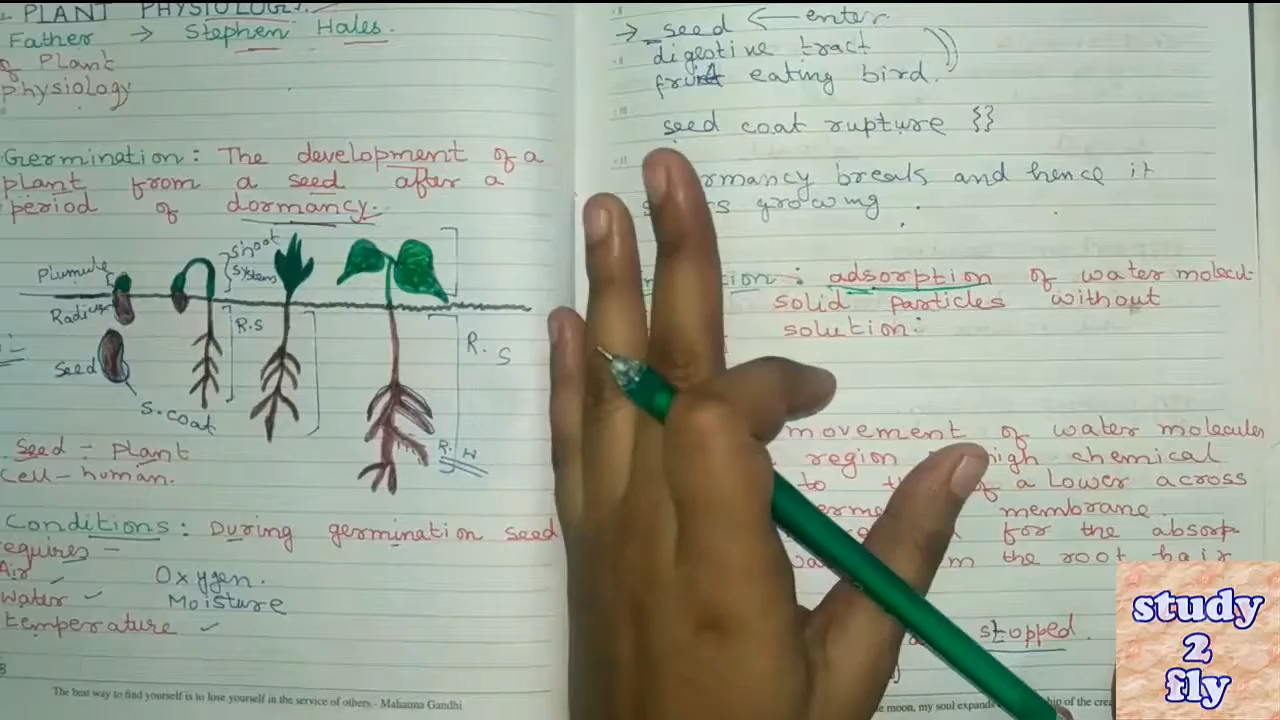 PLANT PHYSIOLOGY
Father → Stephen Hales.
of Plant
physiology
Germination: The development of a
plant from a seed after a
period of dormancy.
Plumule
Shoot
System
R.S
Seed
S.coat
R. S
R. H
Seed - Plant
Cell - human.
Conditions: During germination seed
requires -
Air ✓ Oxygen.
Water ✓ Moisture
temperature ✓
The best way to find yourself is to lose yourself in the service of others.- Mahatma Gandhi
→ seed ← enter
digestive tract
fruit eating bird.
seed coat rupture }}
breaks and hence it
growing
adsorption of water
solid particles without
solution:
movement of water molecules
region high chemical
to of a lower across
membrane.
for the absorp-
the root hair
stopped.
moon, my soul
study
2
fly